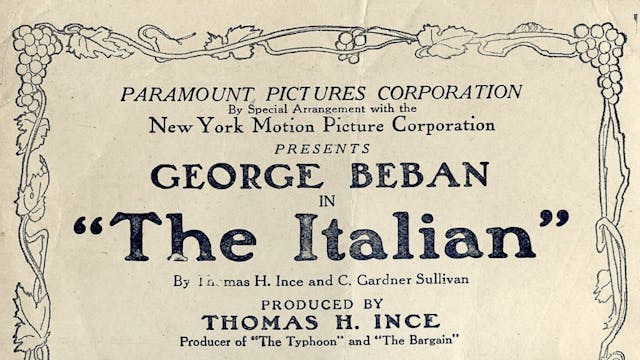 PARAMOUNT PICTURES CORPORATION
By Special Arrangement with the
New York Motion Picture Corporation
PRESENTS
GEORGE BEBAN
IN
"The Italian"
By Thomas H. Ince and C. Gardner Sullivan
PRODUCED BY
THOMAS H. INCE
Producer of "The Typhoon" and "The Bargain"